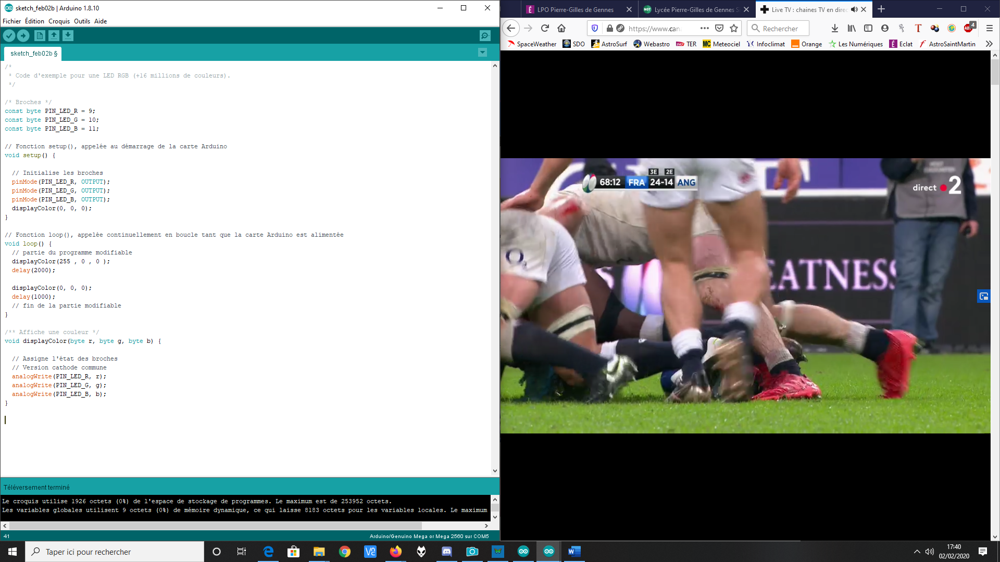 sketch_feb02b | Arduino 1.8.10
Fichier Édition Croquis Outils Aide
sketch_feb02b §
/*
 * Code d'exemple pour une LED RGB (+16 millions de couleurs).
 */
/* Broches */
const byte PIN_LED_R = 9;
const byte PIN_LED_G = 10;
const byte PIN_LED_B = 11;
// Fonction setup(), appelée au démarrage de la carte Arduino
void setup() {
  // Initialise les broches
  pinMode(PIN_LED_R, OUTPUT);
  pinMode(PIN_LED_G, OUTPUT);
  pinMode(PIN_LED_B, OUTPUT);
  displayColor(0, 0, 0);
}
// Fonction loop(), appelée continuellement en boucle tant que la carte Arduino est alimentée
void loop() {
  // partie du programme modifiable
  displayColor(255 , 0 , 0 );
  delay(2000);
  displayColor(0, 0, 0);
  delay(1000);
  // fin de la partie modifiable
}
/** Affiche une couleur */
void displayColor(byte r, byte g, byte b) {
  // Assigne l'état des broches
  // Version cathode commune
  analogWrite(PIN_LED_R, r);
  analogWrite(PIN_LED_G, g);
  analogWrite(PIN_LED_B, b);
}
Téléversement terminé
Le croquis utilise 1926 octets (0%) de l'espace de stockage de programmes. Le maximum est de 253952 octets.
Les variables globales utilisent 9 octets (0%) de mémoire dynamique, ce qui laisse 8183 octets pour les variables locales. Le maximum
41
Arduino/Genuino Mega or Mega 2560 sur COM5
LPO Pierre-Gilles de Gennes
Lycée Pierre-Gilles de Gennes
Live TV : chaines TV en direc
https://www.can
Rechercher
4
SpaceWeather SDO AstroSurf Webastro TER Meteociel Infoclimat Orange Les Numériques Eclat AstroSaintMartin
3E 2E
68:12 FRA 24-14 ANG
direct 2
EATNESS
Taper ici pour rechercher
17:40
02/02/2020